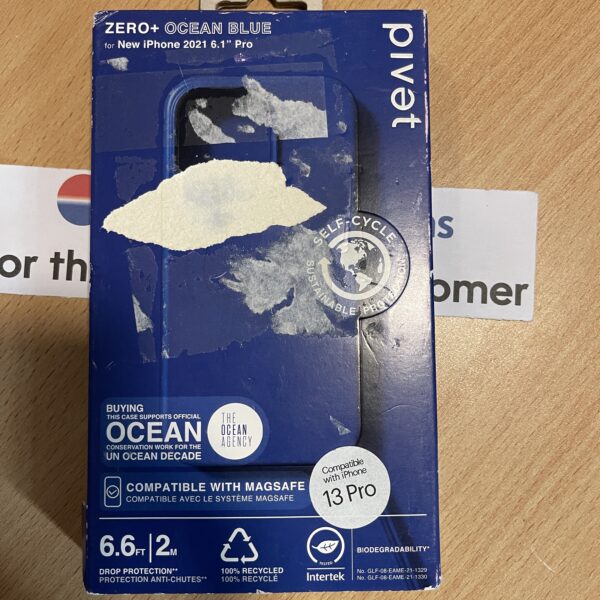 ZERO+ OCEAN BLUE
for New iPhone 2021 6.1" Pro
pivet
ns
or th
omer
SELF-CYCLE
SUSTAINABLE
BUYING
THIS CASE SUPPORTS OFFICIAL
OCEAN
CONSERVATION WORK FOR THE
UN OCEAN DECADE
THE
OCEAN
AGENCY
COMPATIBLE WITH MAGSAFE
COMPATIBLE AVEC LE SYSTÈME MAGSAFE
Compatible
with iPhone
13 Pro
6.6FT | 2M
DROP PROTECTION**
PROTECTION ANTI-CHUTES**
100% RECYCLED
100% RECYCLÉ
TESTED
Intertek
BIODEGRADABILITY*
No. GLF-08-EAME-21-1329
No. GLF-08-EAME-21-1330